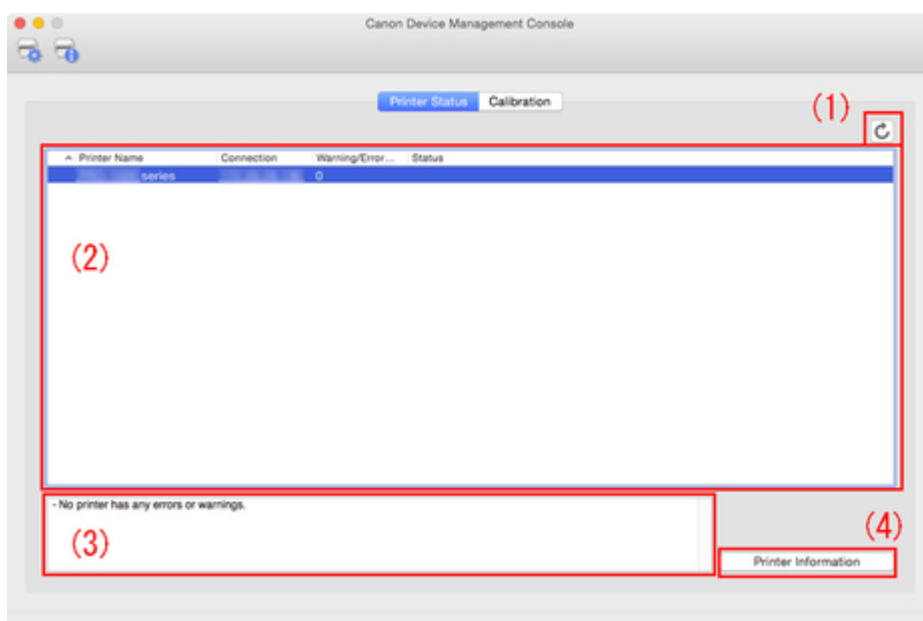 Canon Device Management Console
Printer Status Calibration
(1)
Printer Name Connection Warning/Error... Status
series 0
(2)
- No printer has any errors or warnings.
(3)
(4)
Printer Information